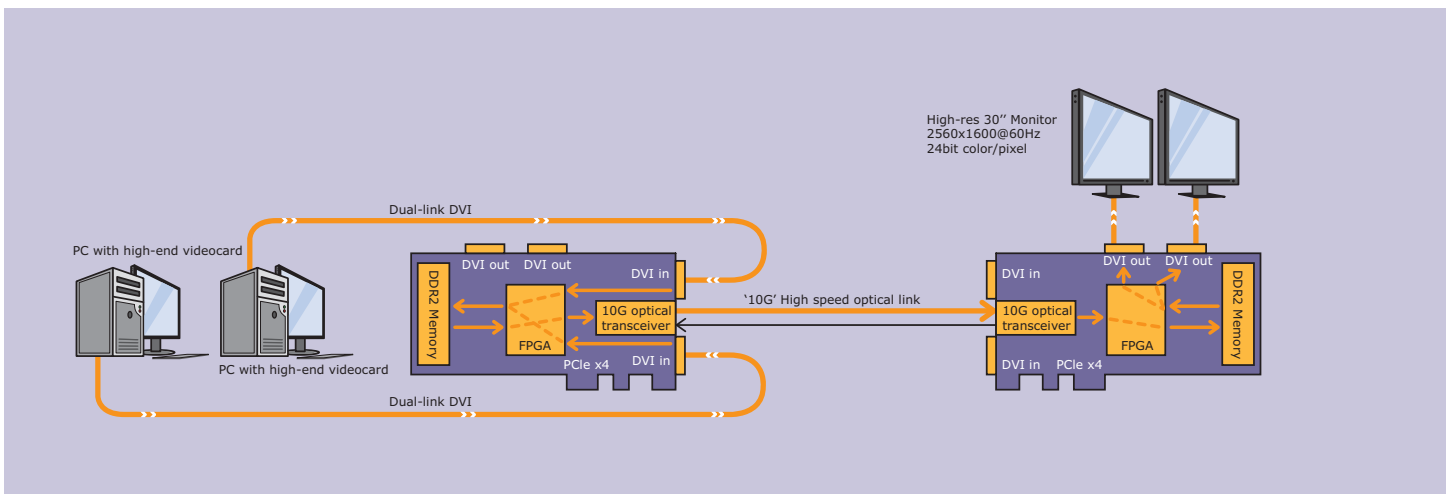 High-res 30’’ Monitor
2560x1600@60Hz
24bit color/pixel
Dual-link DVI
PC with high-end videocard
PC with high-end videocard
DVI out
DVI out
DVI in
DDR2 Memory
FPGA
10G optical
transceiver
PCIe x4
DVI in
Dual-link DVI
‘10G’ High speed optical link
DVI in
DVI out
DVI out
10G optical
transceiver
FPGA
DDR2 Memory
DVI in
PCIe x4